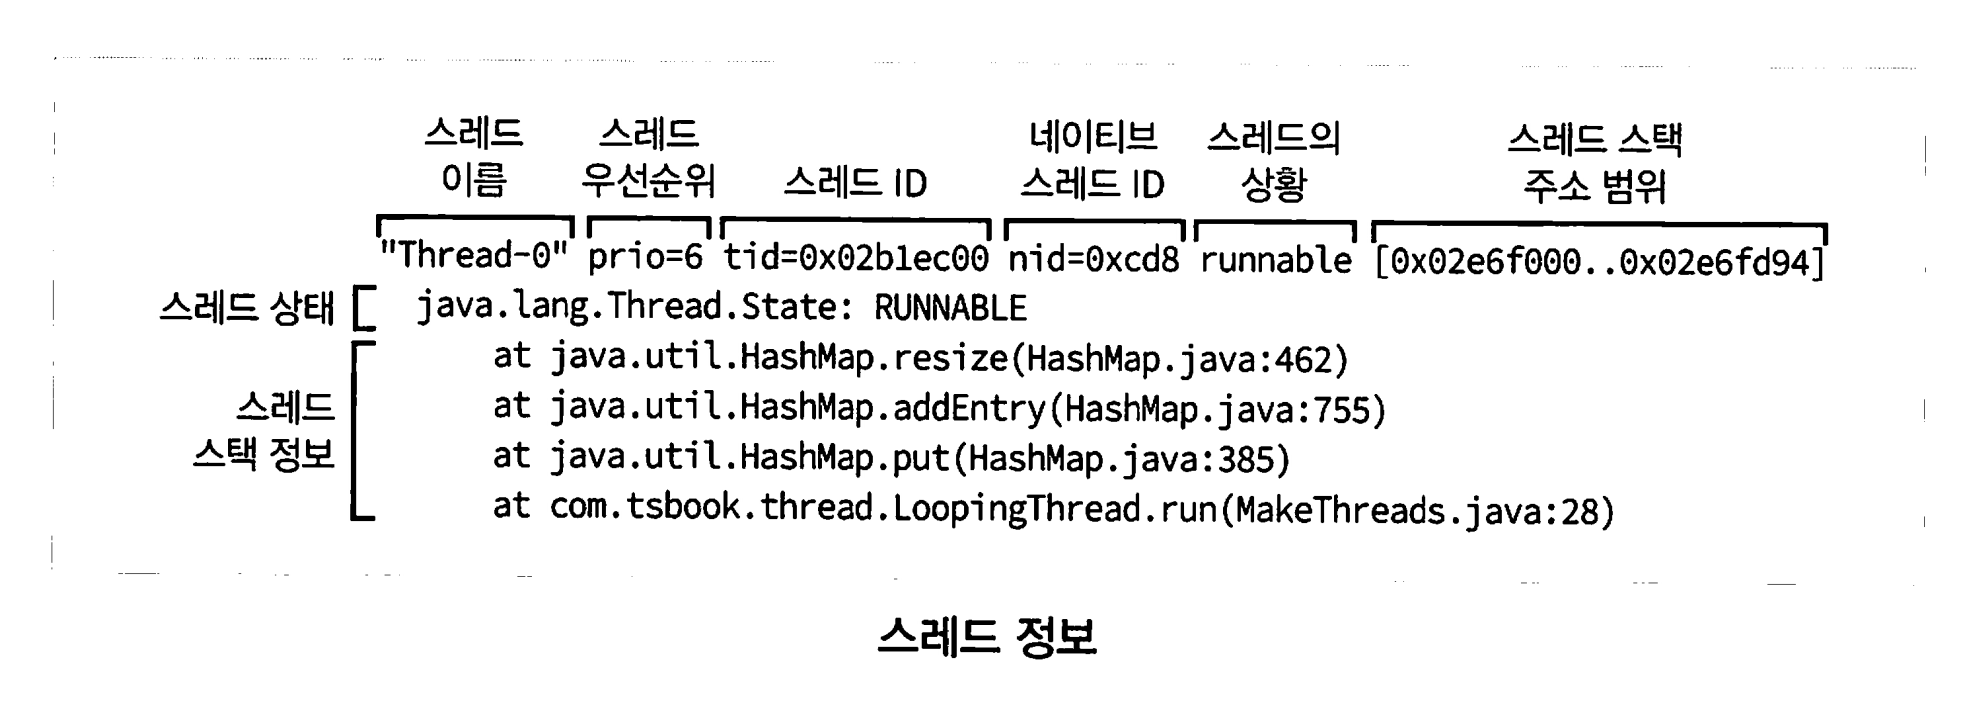 스레드 스레드 네이티브 스레드의 스레드 스택
이름 우선순위 스레드 ID 스레드 ID 상황 주소 범위
"Thread-0" prio=6 tid=0x02b1ec00 nid=0xcd8 runnable [0x02e6f000..0x02e6fd94]
스레드 상태 java.lang.Thread.State: RUNNABLE
at java.util.HashMap.resize(HashMap.java:462)
스레드 at java.util.HashMap.addEntry(HashMap.java:755)
스택 정보 at java.util.HashMap.put(HashMap.java:385)
at com.tsbook.thread.LoopingThread.run(MakeThreads.java:28)
스레드 정보